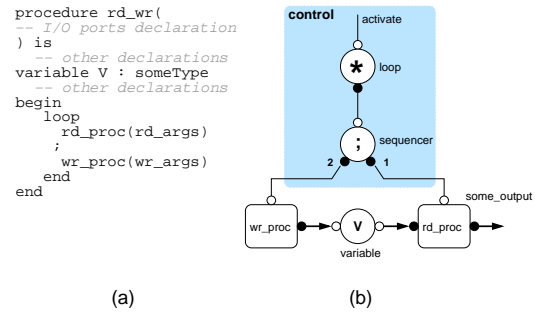 procedure rd_wr(
-- I/O ports declaration
) is
-- other declarations
variable V : someType
-- other declarations
begin
loop
rd_proc(rd_args)
;
wr_proc(wr_args)
end
end
(a)
control
activate
* loop
; sequencer
2 1
some_output
wr_proc V rd_proc
variable
(b)